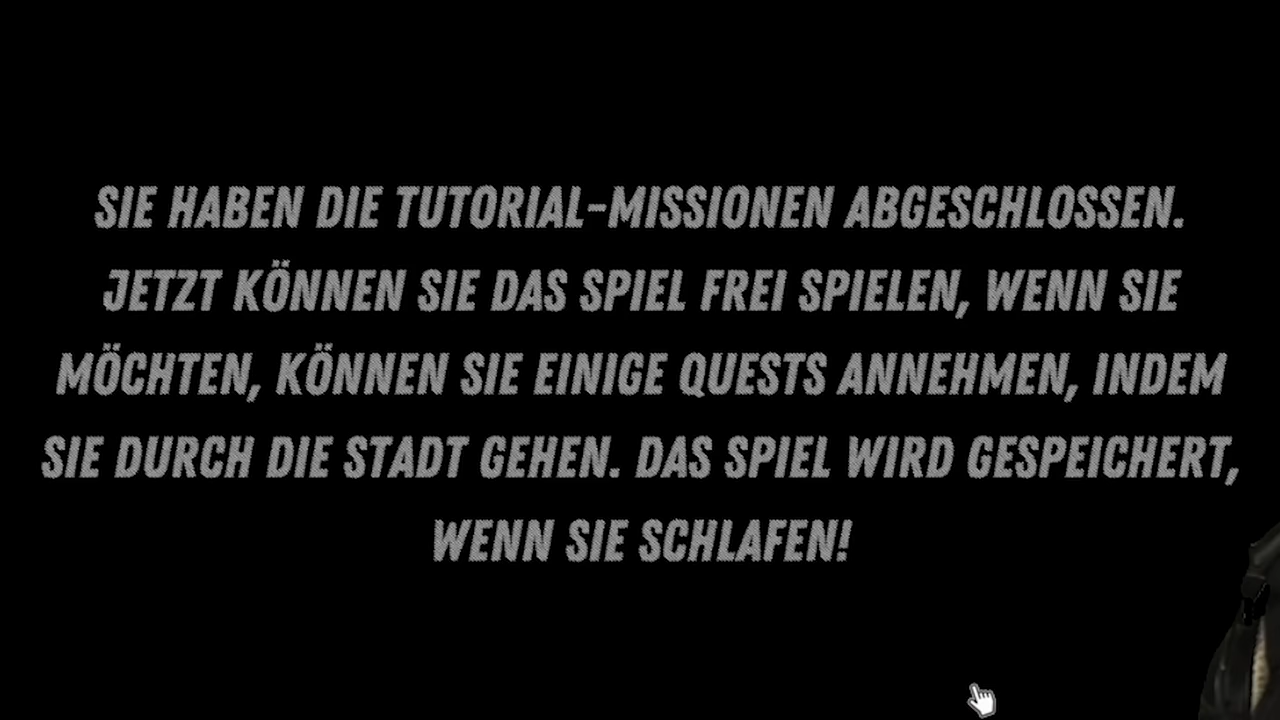 SIE HABEN DIE TUTORIAL-MISSIONEN ABGESCHLOSSEN.
JETZT KÖNNEN SIE DAS SPIEL FREI SPIELEN, WENN SIE
MÖCHTEN, KÖNNEN SIE EINIGE QUESTS ANNEHMEN, INDEM
SIE DURCH DIE STADT GEHEN. DAS SPIEL WIRD GESPEICHERT,
WENN SIE SCHLAFEN!